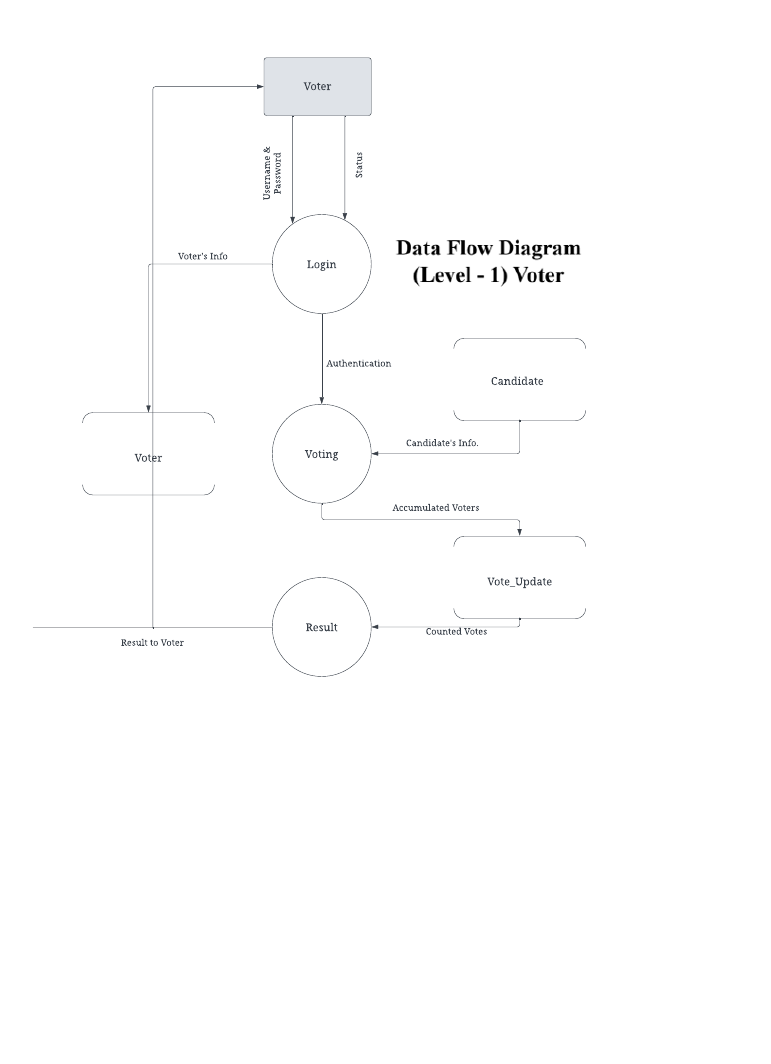 Voter
Username &
Password
Status
Login
Data Flow Diagram
(Level - 1) Voter
Voter's Info
Authentication
Candidate
Candidate's Info.
Voter
Voting
Accumulated Voters
Vote_Update
Result
Counted Votes
Result to Voter